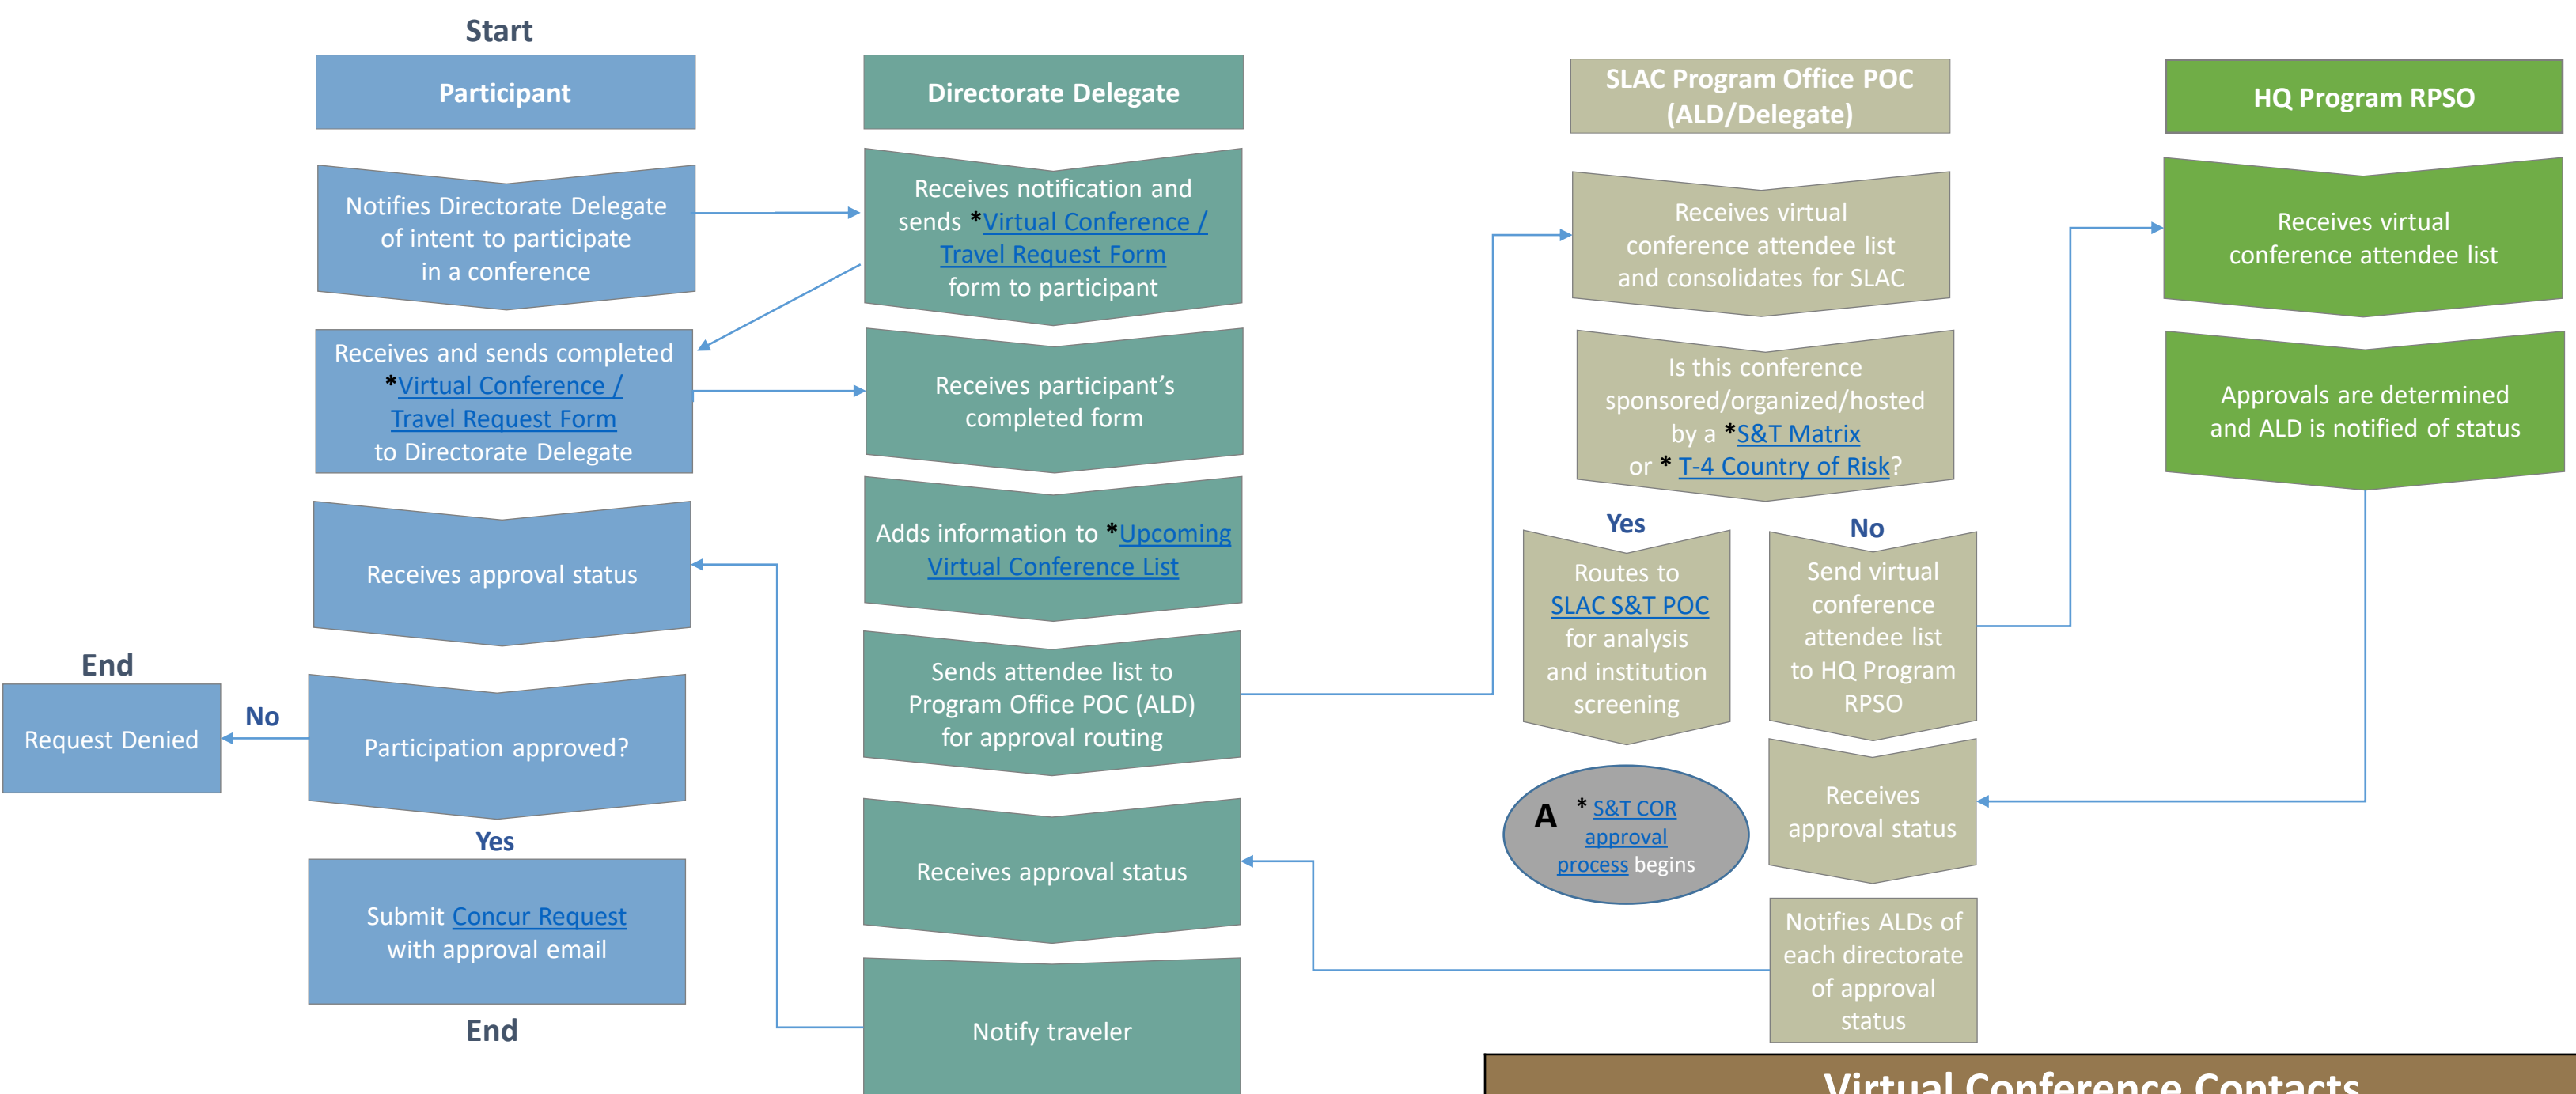 Start
Participant
Notifies Directorate Delegate
of intent to participate
in a conference
Receives and sends completed
*Virtual Conference /
Travel Request Form
to Directorate Delegate
Receives approval status
Participation approved?
No
End
Request Denied
Yes
Submit Concur Request
with approval email
End
Directorate Delegate
Receives notification and
sends *Virtual Conference /
Travel Request Form
form to participant
Receives participant’s
completed form
Adds information to *Upcoming
Virtual Conference List
Sends attendee list to
Program Office POC (ALD)
for approval routing
Receives approval status
Notify traveler
SLAC Program Office POC
(ALD/Delegate)
Receives virtual
conference attendee list
and consolidates for SLAC
Is this conference
sponsored/organized/hosted
by a *S&T Matrix
or * T-4 Country of Risk?
Yes
Routes to
SLAC S&T POC
for analysis
and institution
screening
A * S&T COR
approval
process begins
No
Send virtual
conference
attendee list
to HQ Program
RPSO
Receives
approval status
Notifies ALDs of
each directorate
of approval
status
HQ Program RPSO
Receives virtual
conference attendee list
Approvals are determined
and ALD is notified of status
Virtual Conference Contacts